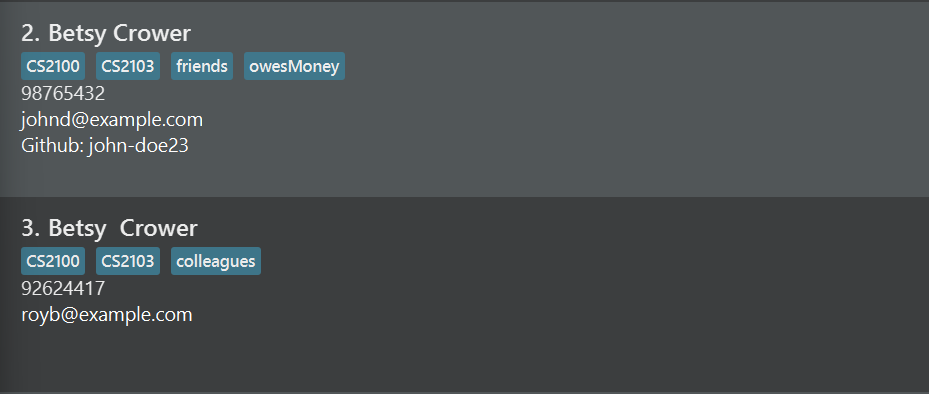 2. Betsy Crower
CS2100 CS2103 friends owesMoney
98765432
johnd@example.com
Github: john-doe23
3. Betsy  Crower
CS2100 CS2103 colleagues
92624417
royb@example.com